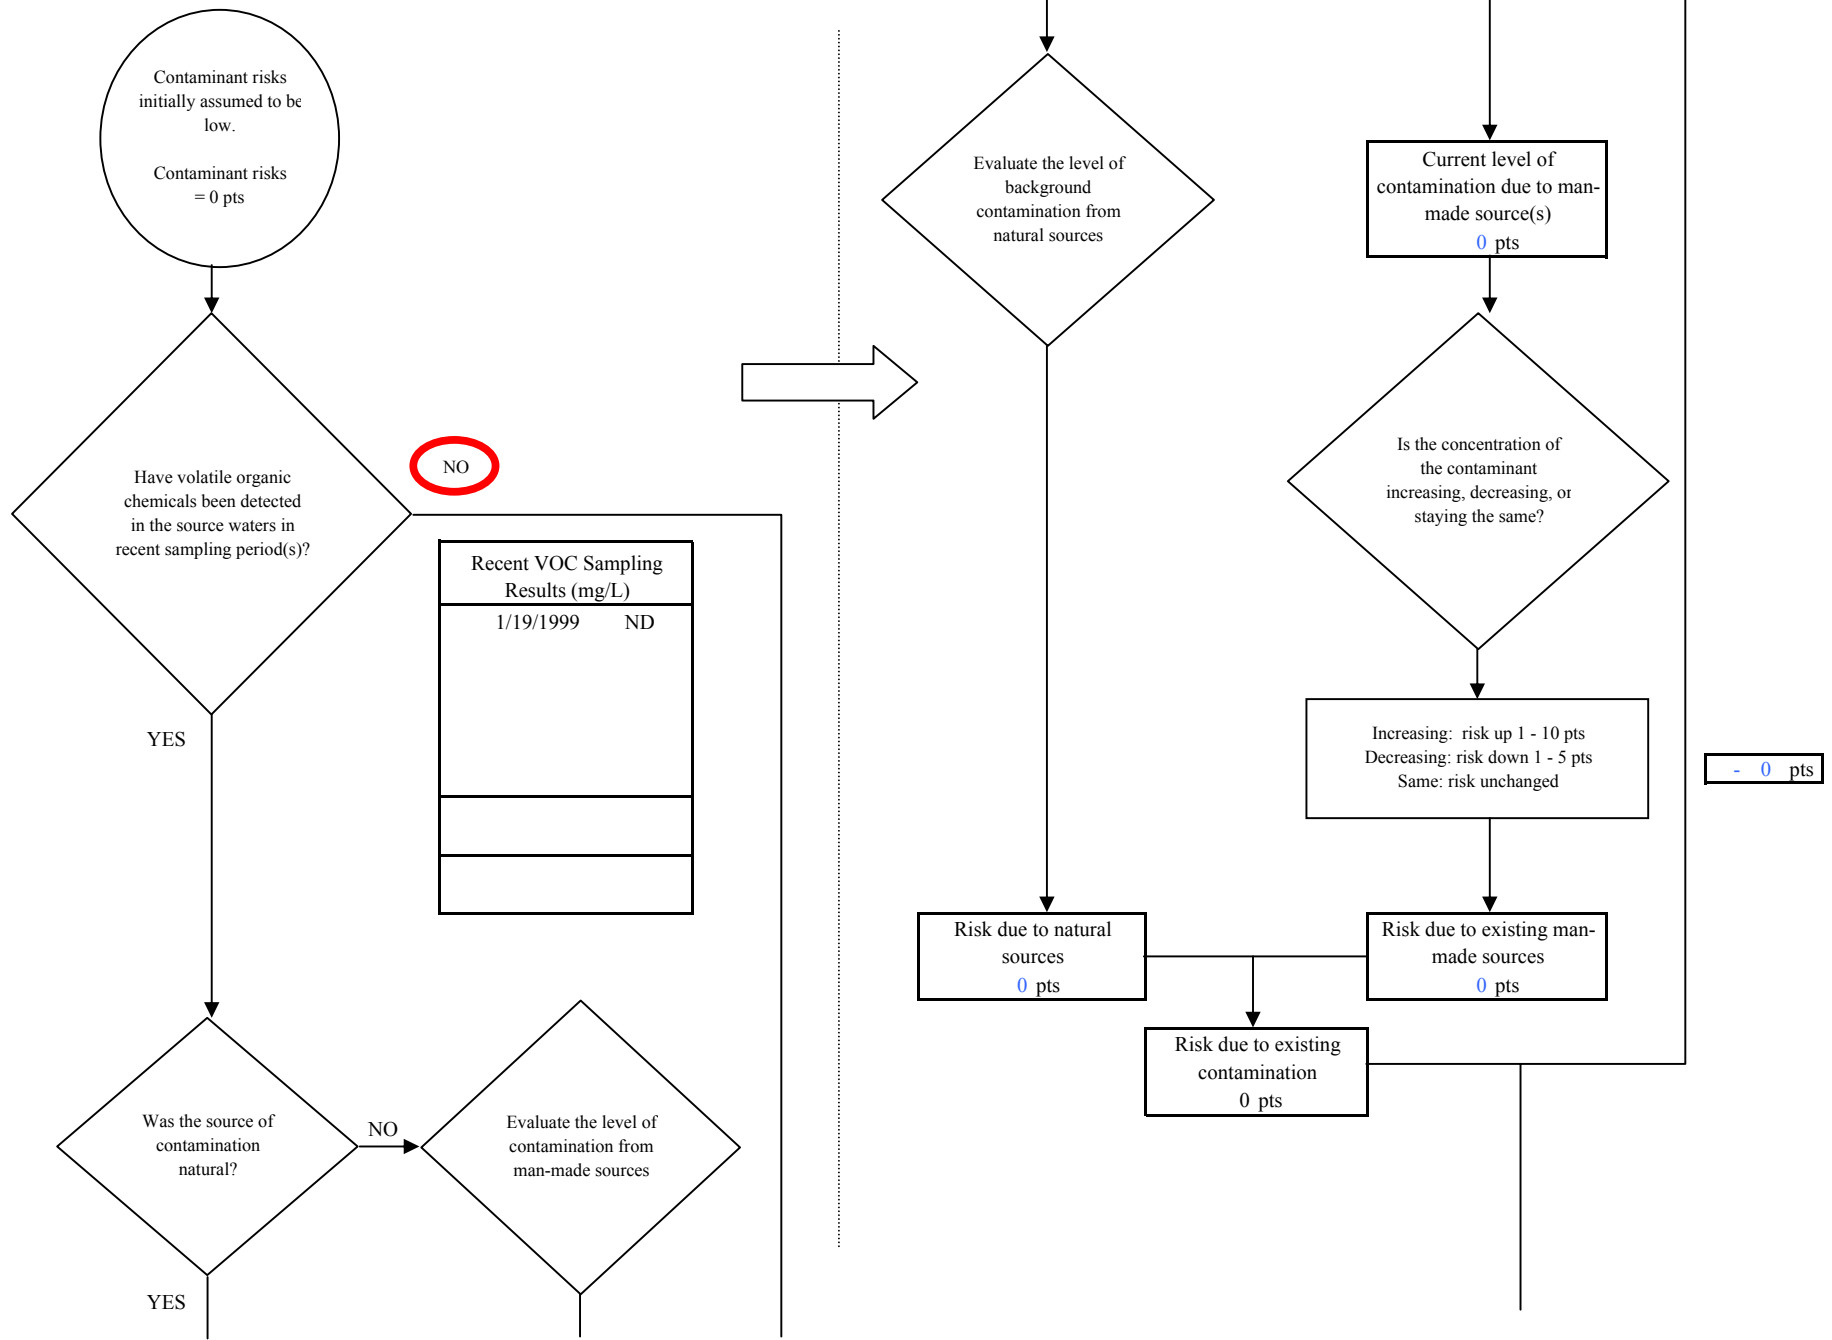 Contaminant risks
initially assumed to be
low.
Contaminant risks
= 0 pts
Have volatile organic
chemicals been detected
in the source waters in
recent sampling period(s)?
NO
Recent VOC Sampling
Results (mg/L)
1/19/1999 ND
YES
Was the source of
contamination
natural?
NO
Evaluate the level of
contamination from
man-made sources
YES
Evaluate the level of
background
contamination from
natural sources
Current level of
contamination due to man-
made source(s)
0 pts
Is the concentration of
the contaminant
increasing, decreasing, or
staying the same?
Increasing: risk up 1 - 10 pts
Decreasing: risk down 1 - 5 pts
Same: risk unchanged
- 0 pts
Risk due to natural
sources
0 pts
Risk due to existing man-
made sources
0 pts
Risk due to existing
contamination
0 pts